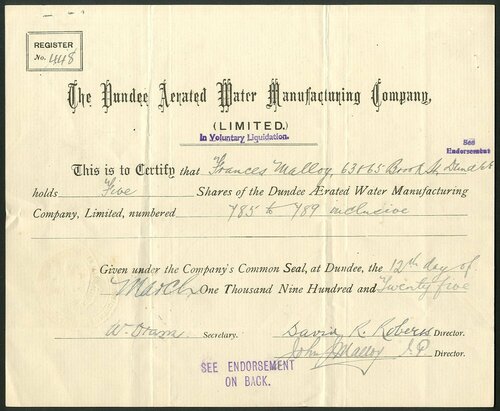 REGISTER
No. 448
The Dundee Aerated Water Manufacturing Company,
(LIMITED.)
In Voluntary Liquidation.
See
Endorsement
This is to Certify that Frances Malloy, 63 & 65 Brook St, Dundee
holds Five Shares of the Dundee Ærated Water Manufacturing
Company, Limited, numbered 785 to 789 inclusive
Given under the Company's Common Seal, at Dundee, the 12th day of
March One Thousand Nine Hundred and Twenty five
W. Secretary. David R. Roberts Director.
John Malloy J.P. Director.
SEE ENDORSEMENT
ON BACK.